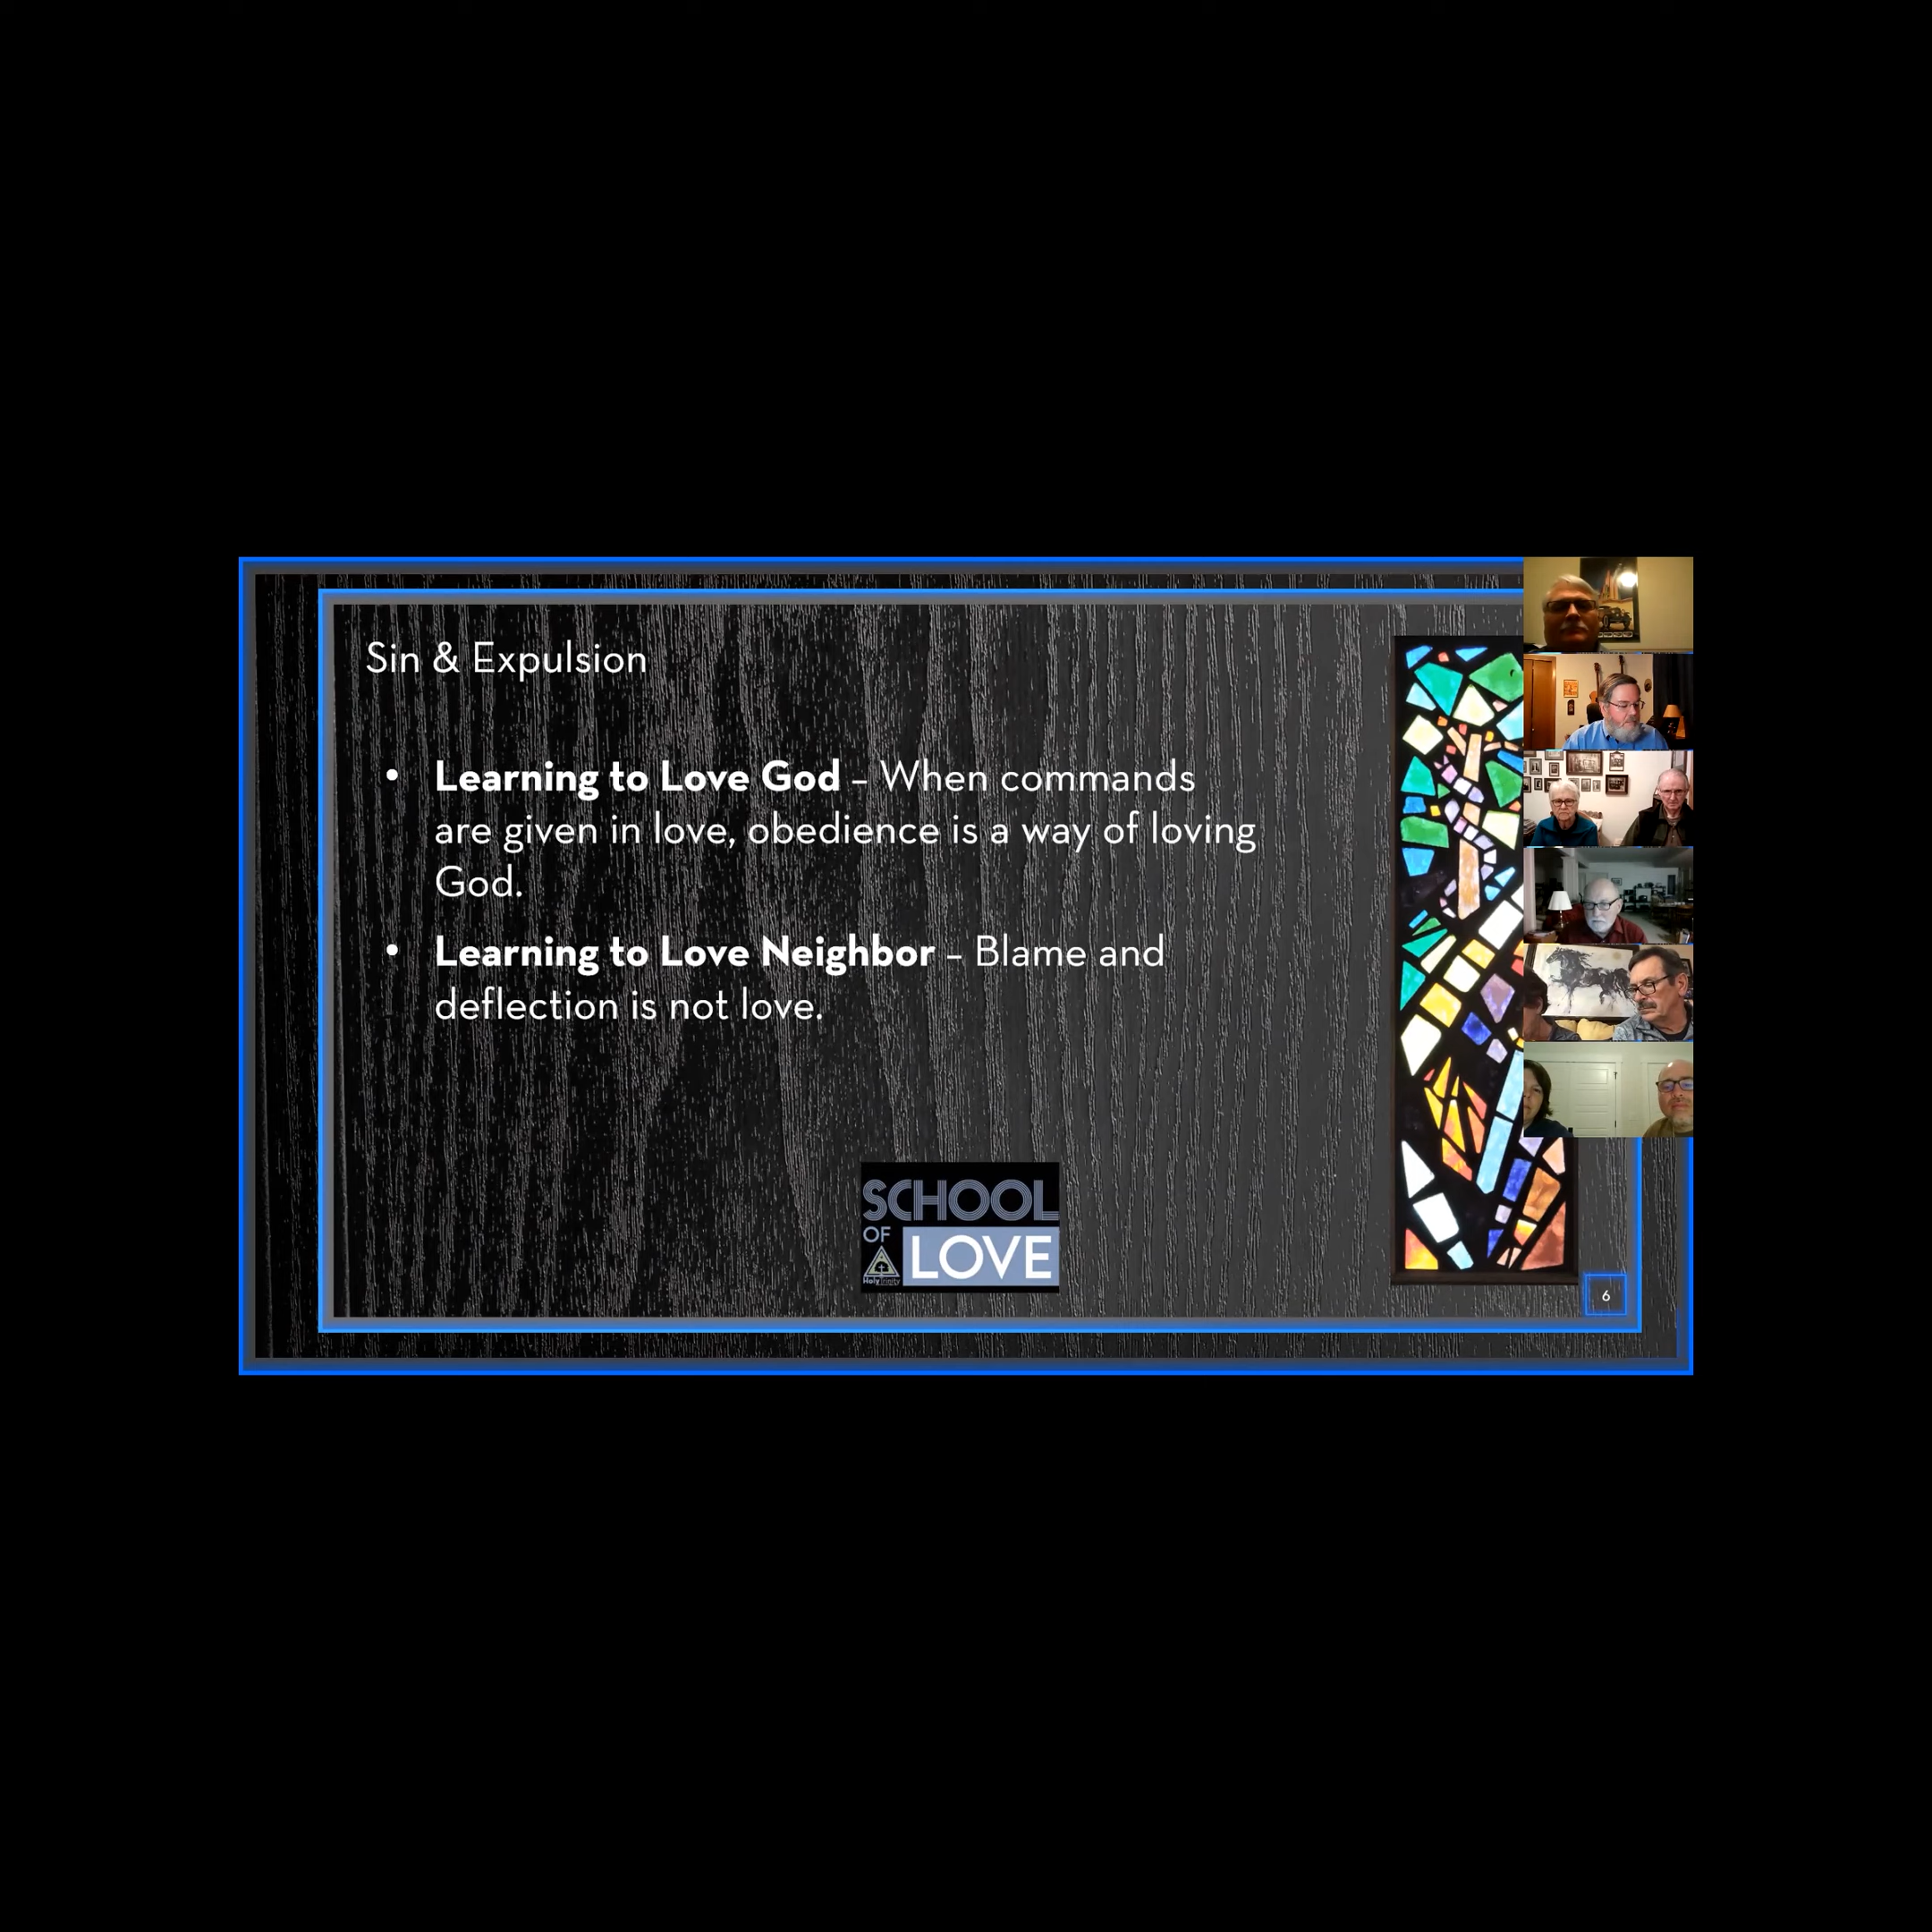 Sin & Expulsion
• Learning to Love God – When commands
are given in love, obedience is a way of loving
God.
• Learning to Love Neighbor – Blame and
deflection is not love.
SCHOOL
OF
LOVE
HolyTrinity
6